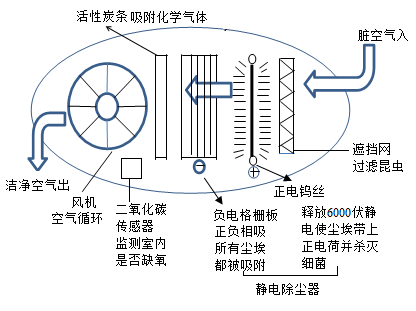 活性炭条 吸附化学气体
脏空气入
遮挡网
过滤昆虫
洁净空气出
风机
空气循环
二氧化碳
传感器
监测室内
是否缺氧
负电格栅板
正负相吸
所有尘埃
都被吸附
正电钨丝
释放6000伏静
电使尘埃带上
正电荷并杀灭
细菌
静电除尘器